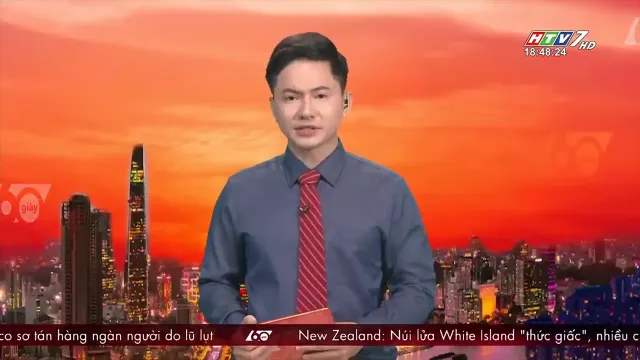 HTV7 HD
18:48:24
60
giây
co sơ tán hàng ngàn người do lũ lụt 60 New Zealand: Núi lửa White Island "thức giấc", nhiều